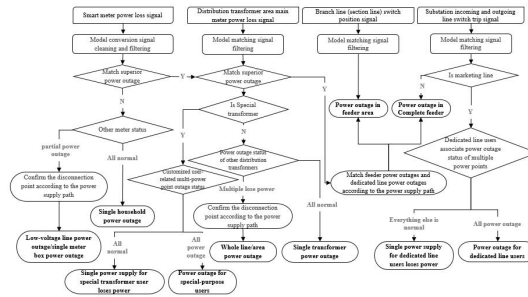 Smart meter power loss signal
Distribution transformer area main
meter power loss signal
Branch line (section line) switch
position signal
Substation incoming and outgoing
line switch trip signal
Model conversion signal
cleaning and filtering
Model matching signal
filtering
Model matching signal
filtering
Model matching signal
filtering
Match superior
power outage
Y
Match superior
power outage
N
Is marketing line
N
Y
Y
Is Special
transformer
Power outage in
feeder area
Power outage in
Complete feeder
Other meter status
Y
N
Power outage status
of other distribution
transformers
Dedicated line users
associate power outage
status of multiple
power points
partial power
outage
All normal
Customized user-
related multi-power
point outage status
Match feeder power outages and
dedicated line power outages
according to the power supply path
Confirm the disconnection
point according to the power
supply path
Multiple loss power
Confirm the disconnection
point according to the power
supply path
All normal
Single household
power outage
Everything else is
normal
All power outage
Low-voltage line power
outage/single meter
box power outage
All
normal
All
power
outage
Whole line/area
power outage
Single transformer
power outage
Single power supply for
special transformer user
loses power
Power outage for
special-purpose
users
Single power supply
for dedicated line
users loses power
Power outage for
dedicated line users